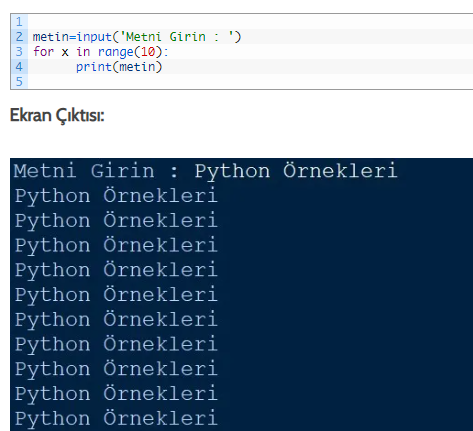 1
2 metin=input('Metni Girin : ')
3 for x in range(10):
4 print(metin)
5
Ekran Çıktısı:
Metni Girin : Python Örnekleri
Python Örnekleri
Python Örnekleri
Python Örnekleri
Python Örnekleri
Python Örnekleri
Python Örnekleri
Python Örnekleri
Python Örnekleri
Python Örnekleri
Python Örnekleri